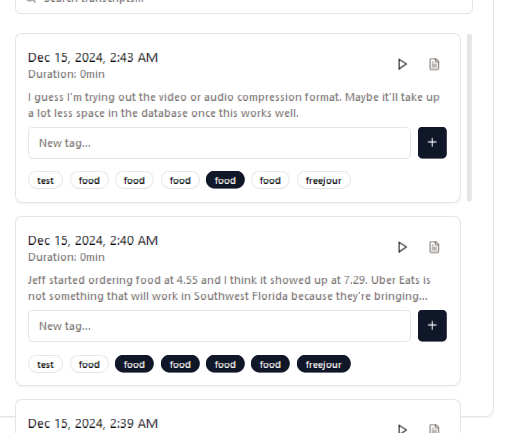 Search transcripts...
Dec 15, 2024, 2:43 AM
Duration: 0min
I guess I'm trying out the video or audio compression format. Maybe it'll take up
a lot less space in the database once this works well.
New tag...
+
test food food food food food freejour
Dec 15, 2024, 2:40 AM
Duration: 0min
Jeff started ordering food at 4.55 and I think it showed up at 7.29. Uber Eats is
not something that will work in Southwest Florida because they're bringing...
New tag...
+
test food food food food food freejour
Dec 15, 2024, 2:39 AM